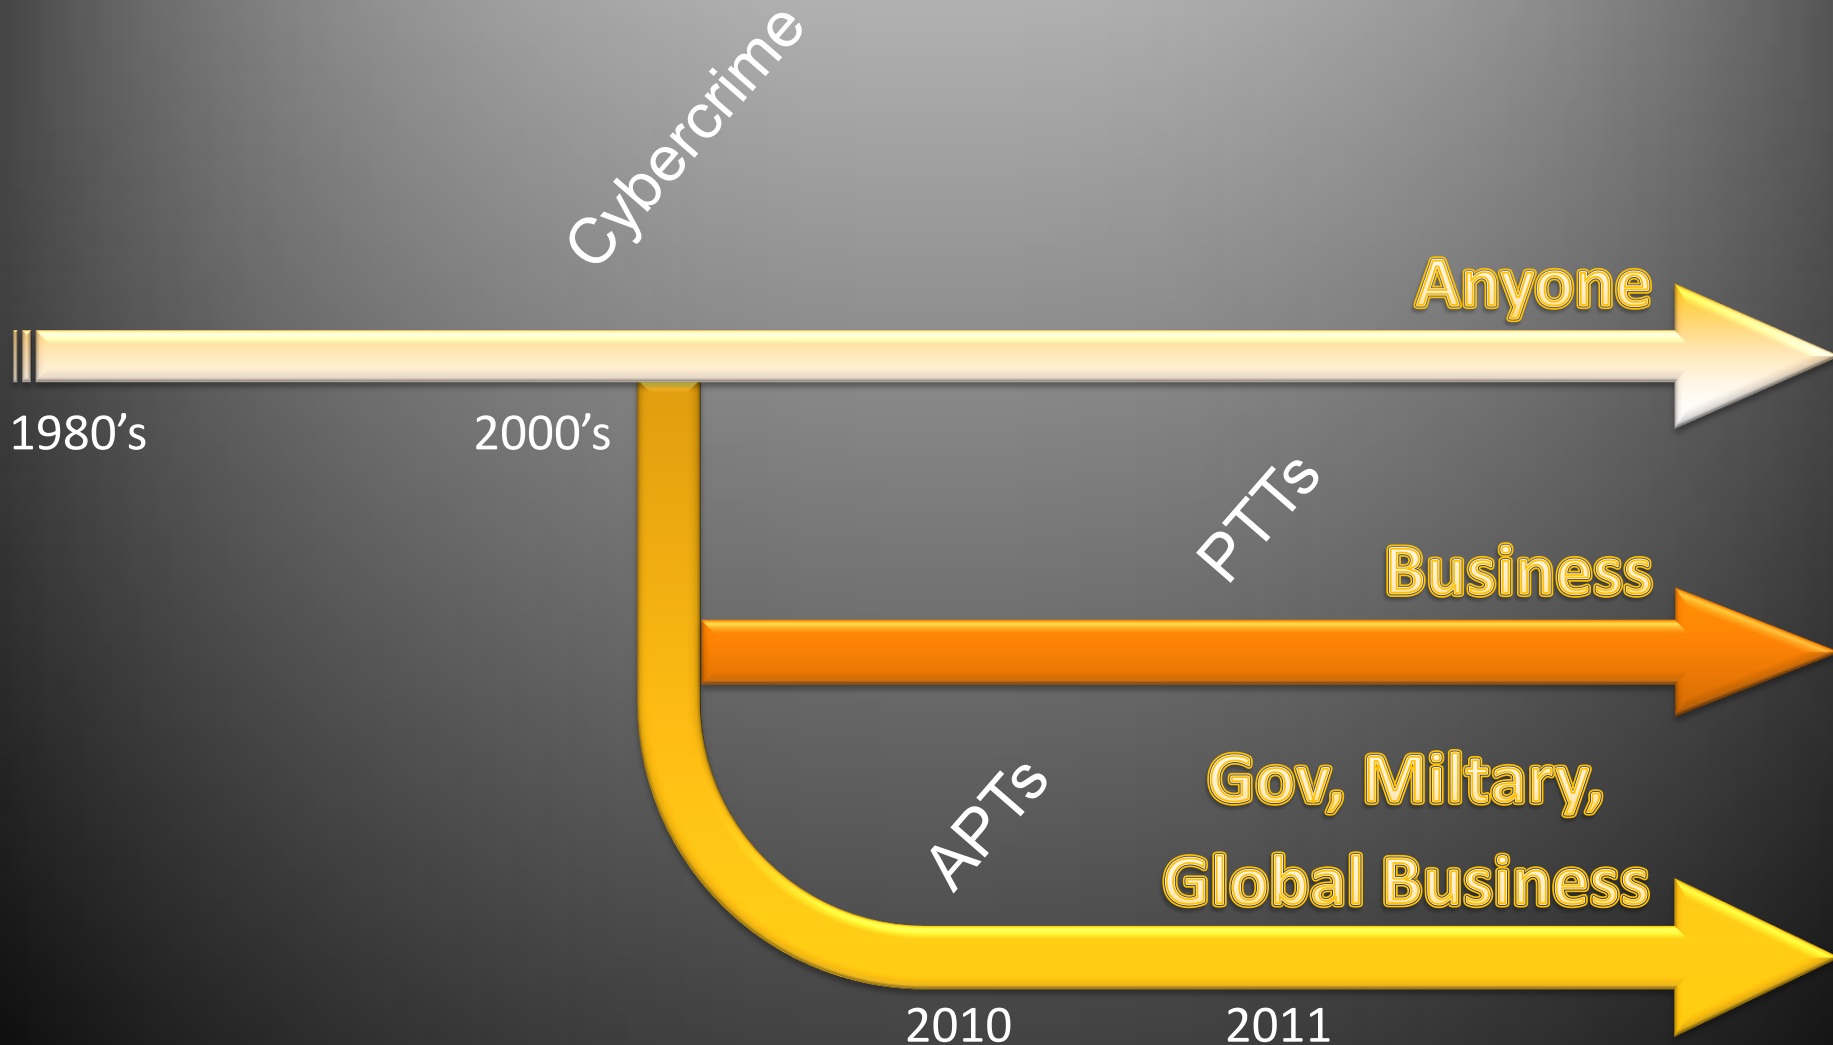 Cybercrime
Anyone
1980’s
2000’s
PTTs
Business
APTs
Gov, Miltary,
Global Business
2010
2011